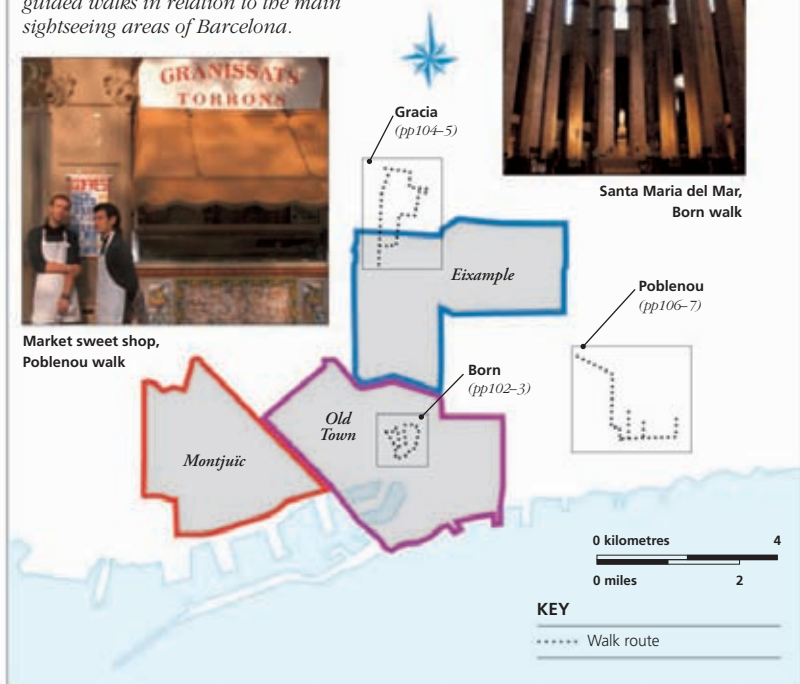 guided walks in relation to the main
sightseeing areas of Barcelona.
GRANISSATS
TORRONS
Gracia
(pp104–5)
Santa Maria del Mar,
Born walk
Eixample
Poblenou
(pp106–7)
Market sweet shop,
Poblenou walk
Born
(pp102–3)
Old
Town
Montjuïc
0 kilometres 4
0 miles 2
KEY
Walk route